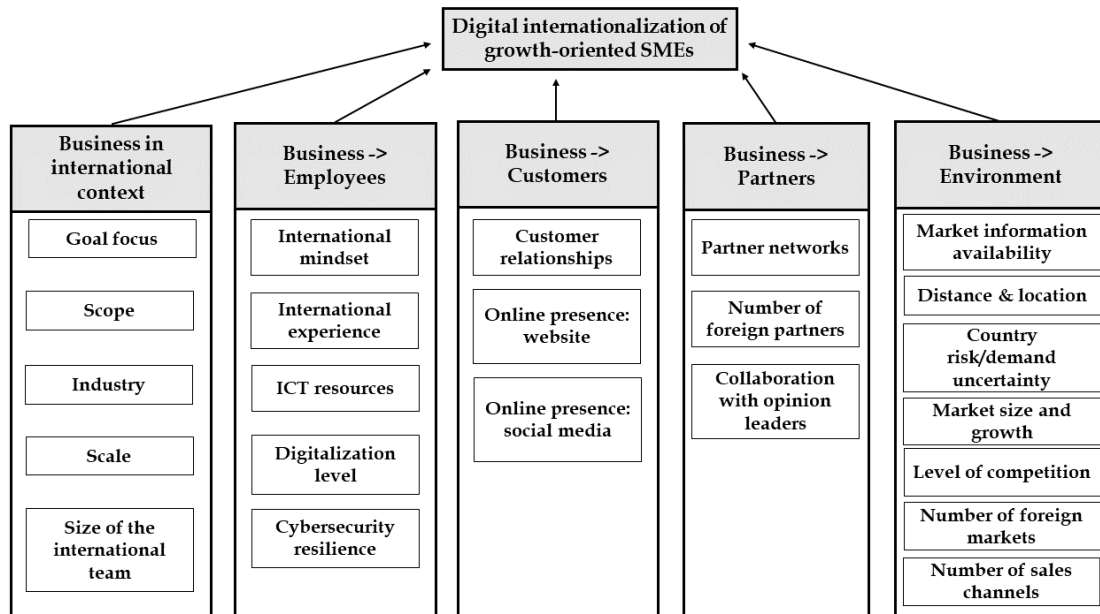 Digital internationalization of
growth-oriented SMEs
Business in
international
context
Goal focus
Scope
Industry
Scale
Size of the
international
team
Business ->
Employees
International
mindset
International
experience
ICT resources
Digitalization
level
Cybersecurity
resilience
Business ->
Customers
Customer
relationships
Online presence:
website
Online presence:
social media
Business ->
Partners
Partner networks
Number of
foreign partners
Collaboration
with opinion
leaders
Business ->
Environment
Market information
availability
Distance & location
Country
risk/demand
uncertainty
Market size and
growth
Level of competition
Number of foreign
markets
Number of sales
channels